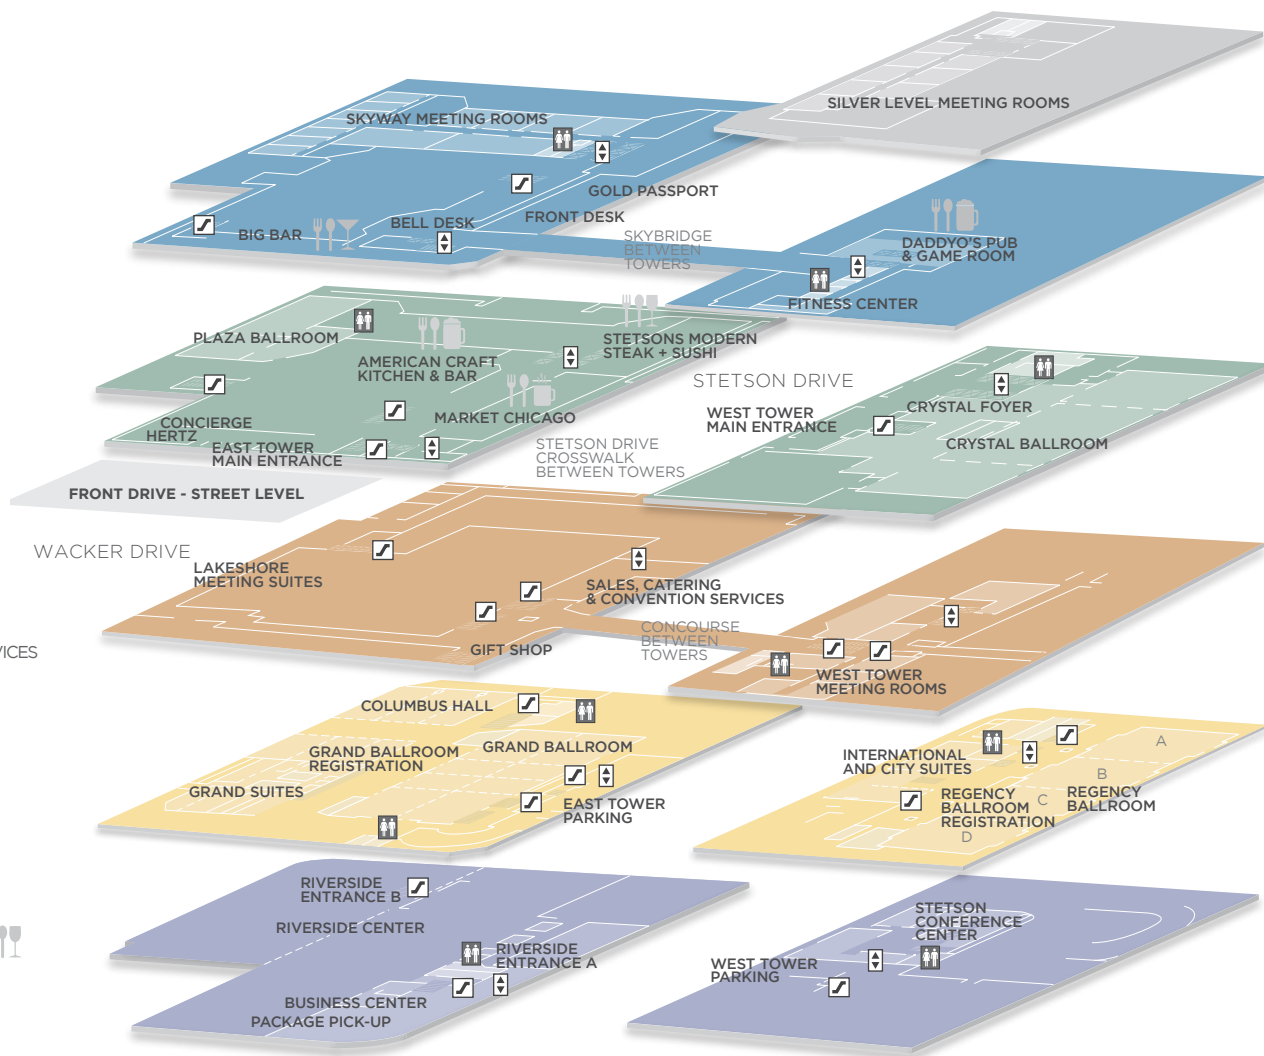 SILVER LEVEL MEETING ROOMS
SKYWAY MEETING ROOMS
GOLD PASSPORT
FRONT DESK
BELL DESK
BIG BAR
SKYBRIDGE
BETWEEN
TOWERS
DADDYO'S PUB
& GAME ROOM
FITNESS CENTER
PLAZA BALLROOM
AMERICAN CRAFT
KITCHEN & BAR
STETSONS MODERN
STEAK + SUSHI
MARKET CHICAGO
CONCIERGE
HERTZ
EAST TOWER
MAIN ENTRANCE
STETSON DRIVE
CROSSWALK
BETWEEN TOWERS
STETSON DRIVE
WEST TOWER
MAIN ENTRANCE
CRYSTAL FOYER
CRYSTAL BALLROOM
FRONT DRIVE - STREET LEVEL
WACKER DRIVE
LAKESHORE
MEETING SUITES
SALES, CATERING
& CONVENTION SERVICES
GIFT SHOP
CONCOURSE
BETWEEN
TOWERS
WEST TOWER
MEETING ROOMS
VICES
COLUMBUS HALL
GRAND BALLROOM
REGISTRATION
GRAND BALLROOM
GRAND SUITES
EAST TOWER
PARKING
INTERNATIONAL
AND CITY SUITES
A
B
C
D
REGENCY
BALLROOM
REGISTRATION
REGENCY
BALLROOM
RIVERSIDE
ENTRANCE B
RIVERSIDE CENTER
RIVERSIDE
ENTRANCE A
BUSINESS CENTER
PACKAGE PICK-UP
STETSON
CONFERENCE
CENTER
WEST TOWER
PARKING